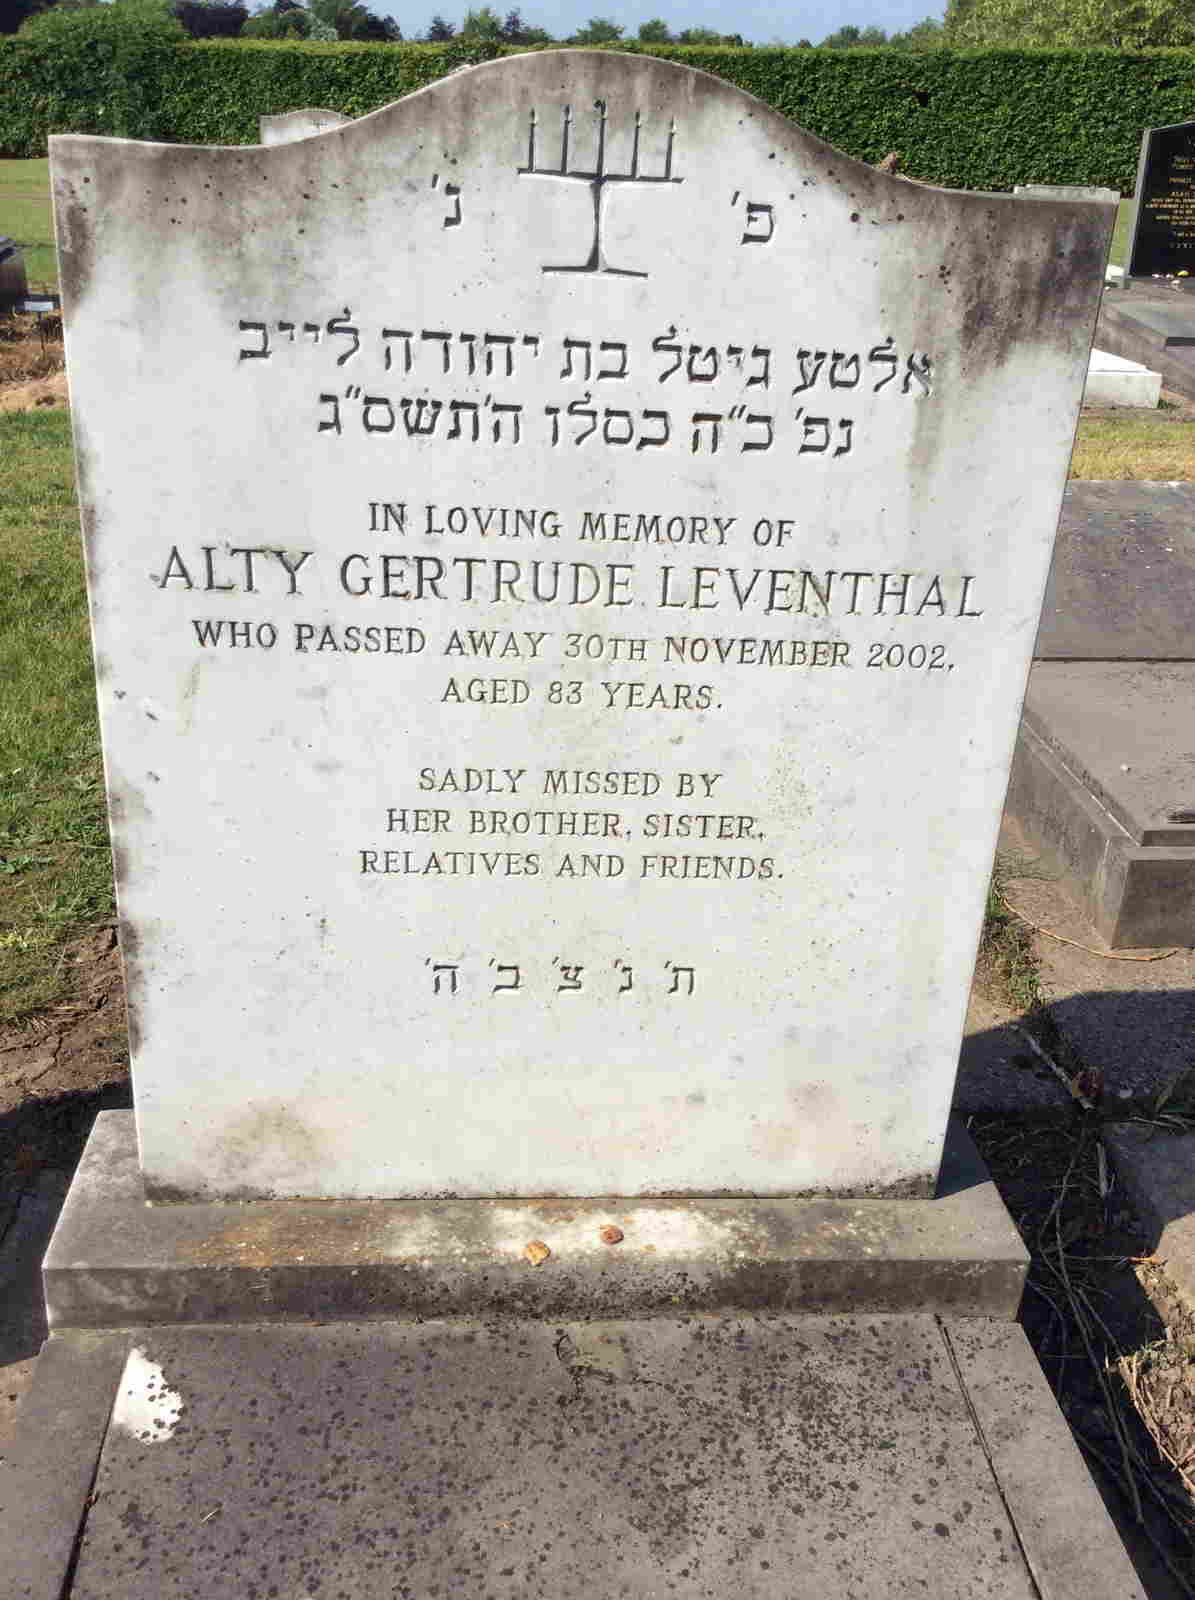 פ' נ'
אלטע גיטל בת יהודה לייב
נפ' כ"ה כסלו ה'תשס"ג
IN LOVING MEMORY OF
ALTY GERTRUDE LEVENTHAL
WHO PASSED AWAY 30TH NOVEMBER 2002,
AGED 83 YEARS.
SADLY MISSED BY
HER BROTHER, SISTER,
RELATIVES AND FRIENDS.
ת' נ' צ' ב' ה'